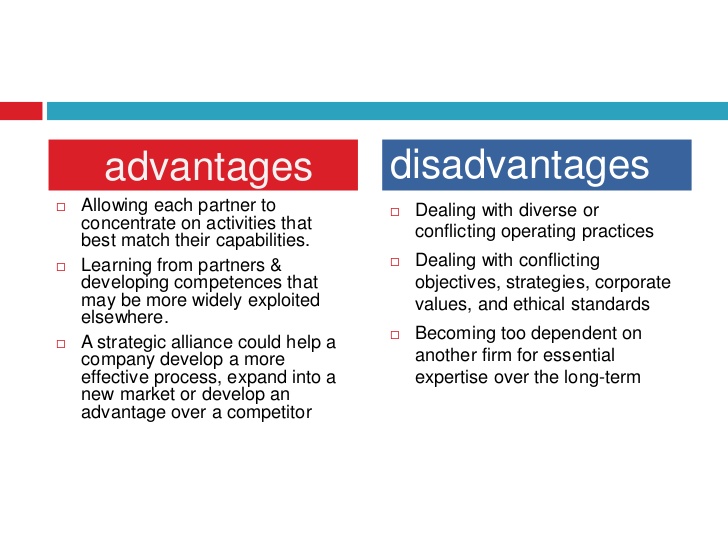 advantages
Allowing each partner to
concentrate on activities that
best match their capabilities.
Learning from partners &
developing competences that
may be more widely exploited
elsewhere.
A strategic alliance could help a
company develop a more
effective process, expand into a
new market or develop an
advantage over a competitor
disadvantages
Dealing with diverse or
conflicting operating practices
Dealing with conflicting
objectives, strategies, corporate
values, and ethical standards
Becoming too dependent on
another firm for essential
expertise over the long-term